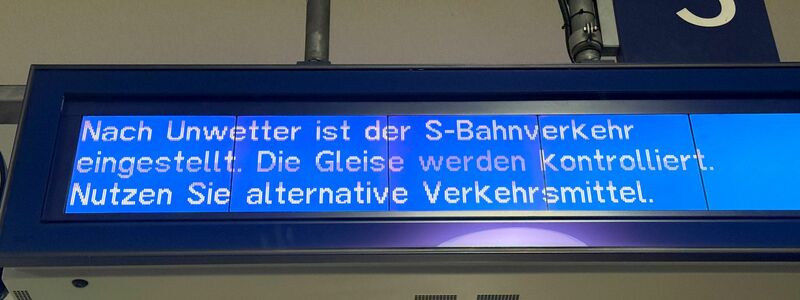 Nach Unwetter ist der S-Bahnverkehr
eingestellt. Die Gleise werden kontrolliert.
Nutzen Sie alternative Verkehrsmittel.